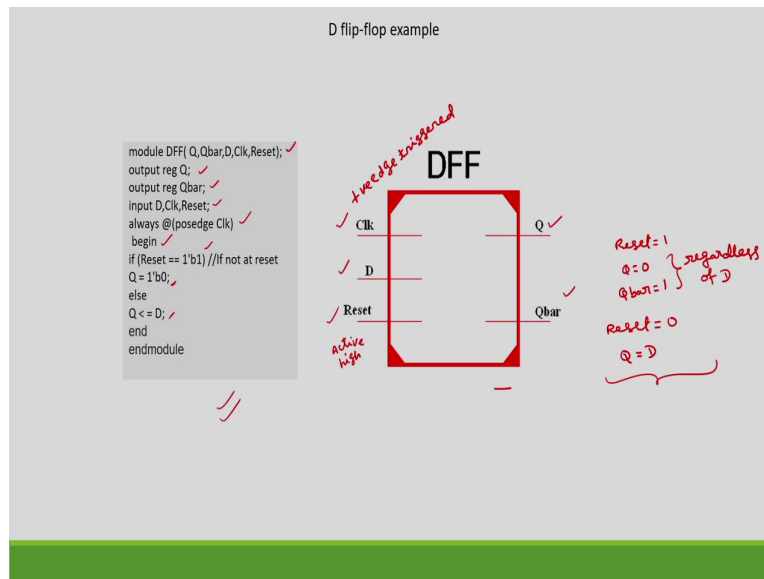 D flip-flop example
module DFF( Q,Qbar,D,Clk,Reset);
output reg Q;
output reg Qbar;
input D,Clk,Reset;
always @(posedge Clk)
begin
if (Reset == 1'b1) //If not at reset
Q = 1'b0;
else
Q < = D;
end
endmodule
+ve edge triggered
DFF
Clk
D
Reset
Active
high
Q
Qbar
Reset=1
Q=0
Qbar=1
regardless
of D
Reset=0
Q=D